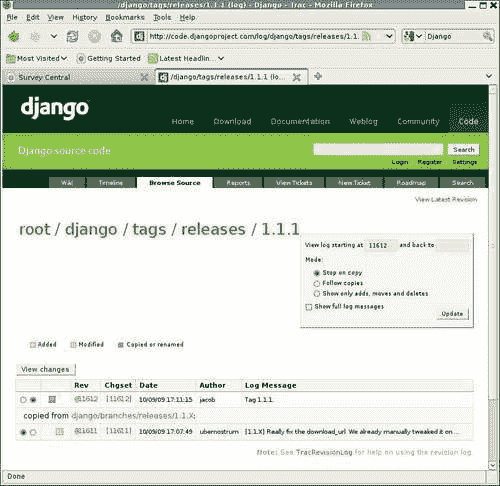 /django/tags/releases/1.1.1 (log) - Django - Trac - Mozilla Firefox
File Edit View History Bookmarks Tools Help
http://code.djangoproject.com/log/django/tags/releases/1.1. Django
Most Visited Getting Started Latest Headlin...
Survey Central /django/tags/releases/1.1.1 (lo...
django
Home Download Documentation Weblog Community Code
Django source code Search
Login Register Settings
Wiki Timeline Browse Source Reports View Tickets New Ticket Roadmap Search
View Latest Revision
root / django / tags / releases / 1.1.1
View log starting at 11612 and back to
Mode:
Stop on copy
Follow copies
Show only adds, moves and deletes
Show full log messages
Update
Added Modified Copied or renamed
View changes
Rev Chgset Date Author Log Message
@11612 [11612] 10/09/09 17:11:15 jacob Tag 1.1.1.
copied from django/branches/releases/1.1.X:
@11611 [11611] 10/09/09 17:07:49 ubernostrum [1.1.X] Really fix the download_url. We already manually tweaked it on ...
Note: See TracRevisionLog for help on using the revision log.
Done